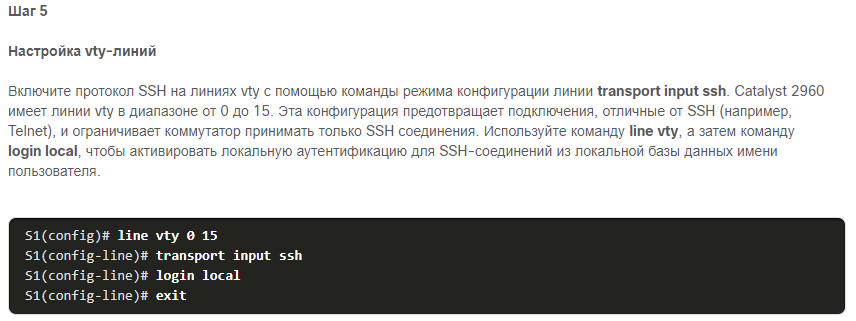 Шаг 5
Настройка vty-линий
Включите протокол SSH на линиях vty с помощью команды режима конфигурации линии transport input ssh. Catalyst 2960
имеет линии vty в диапазоне от 0 до 15. Эта конфигурация предотвращает подключения, отличные от SSH (например,
Telnet), и ограничивает коммутатор принимать только SSH соединения. Используйте команду line vty, а затем команду
login local, чтобы активировать локальную аутентификацию для SSH-соединений из локальной базы данных имени
пользователя.
S1(config)# line vty 0 15
S1(config-line)# transport input ssh
S1(config-line)# login local
S1(config-line)# exit